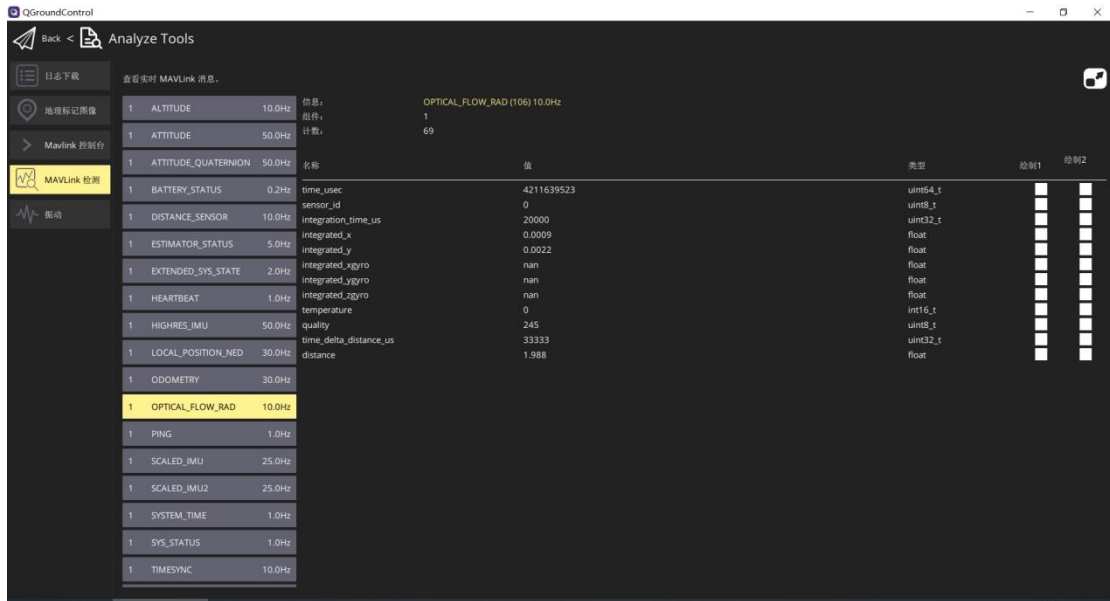 QGroundControl
Back < Analyze Tools
日志下载
地理标记图像
Mavlink 控制台
MAVLink 检测
振动
查看实时 MAVLink 消息。
1 ALTITUDE 10.0Hz
1 ATTITUDE 50.0Hz
1 ATTITUDE_QUATERNION 50.0Hz
1 BATTERY_STATUS 0.2Hz
1 DISTANCE_SENSOR 10.0Hz
1 ESTIMATOR_STATUS 5.0Hz
1 EXTENDED_SYS_STATE 2.0Hz
1 HEARTBEAT 1.0Hz
1 HIGHRES_IMU 50.0Hz
1 LOCAL_POSITION_NED 30.0Hz
1 ODOMETRY 30.0Hz
1 OPTICAL_FLOW_RAD 10.0Hz
1 PING 1.0Hz
1 SCALED_IMU 25.0Hz
1 SCALED_IMU2 25.0Hz
1 SYSTEM_TIME 1.0Hz
1 SYS_STATUS 1.0Hz
1 TIMESYNC 10.0Hz
信息: OPTICAL_FLOW_RAD (106) 10.0Hz
组件: 1
计数: 69
名称 值 类型 绘制1 绘制2
time_usec 4211639523 uint64_t
sensor_id 0 uint8_t
integration_time_us 20000 uint32_t
integrated_x 0.0009 float
integrated_y 0.0022 float
integrated_xgyro nan float
integrated_ygyro nan float
integrated_zgyro nan float
temperature 0 int16_t
quality 245 uint8_t
time_delta_distance_us 33333 uint32_t
distance 1.988 float